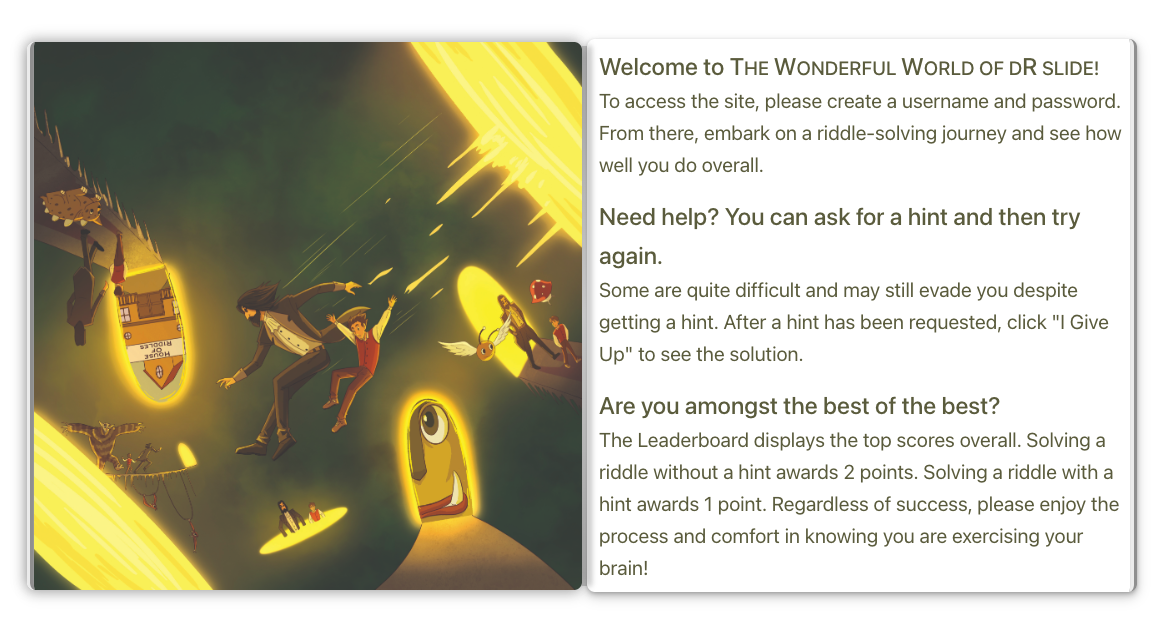 HOUSE
OF
RIDDLES
Welcome to THE WONDERFUL WORLD OF DR SLIDE!
To access the site, please create a username and password.
From there, embark on a riddle-solving journey and see how
well you do overall.
Need help? You can ask for a hint and then try
again.
Some are quite difficult and may still evade you despite
getting a hint. After a hint has been requested, click "I Give
Up" to see the solution.
Are you amongst the best of the best?
The Leaderboard displays the top scores overall. Solving a
riddle without a hint awards 2 points. Solving a riddle with a
hint awards 1 point. Regardless of success, please enjoy the
process and comfort in knowing you are exercising your
brain!